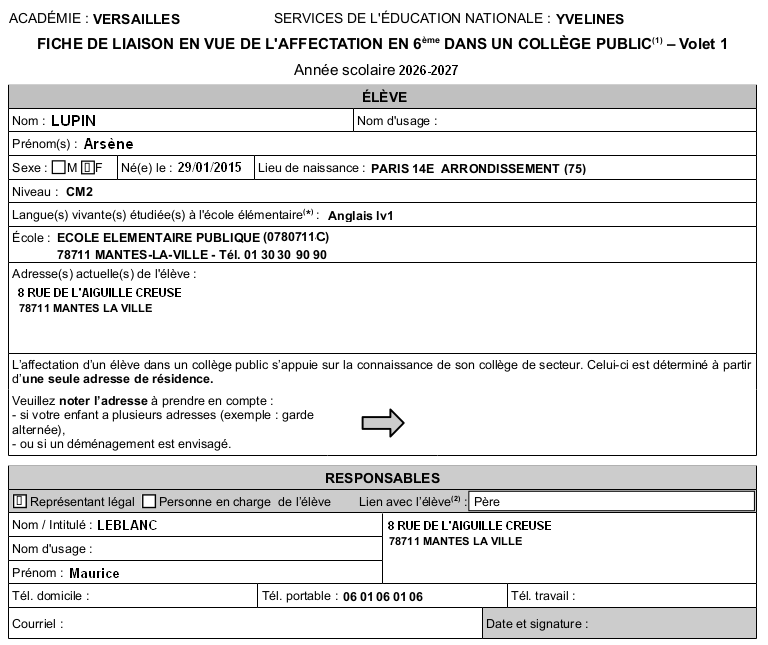 ACADÉMIE : VERSAILLES SERVICES DE L'ÉDUCATION NATIONALE : YVELINES
FICHE DE LIAISON EN VUE DE L'AFFECTATION EN 6ème DANS UN COLLÈGE PUBLIC(1) – Volet 1
Année scolaire 2026-2027
ÉLÈVE
Nom : LUPIN Nom d'usage :
Prénom(s) : Arsène
Sexe : M F Né(e) le : 29/01/2015 Lieu de naissance : PARIS 14E ARRONDISSEMENT (75)
Niveau : CM2
Langue(s) vivante(s) étudiée(s) à l'école élémentaire(*) : Anglais lv1
École : ECOLE ELEMENTAIRE PUBLIQUE (0780711C)
78711 MANTES-LA-VILLE - Tél. 01 30 30 90 90
Adresse(s) actuelle(s) de l'élève :
8 RUE DE L'AIGUILLE CREUSE
78711 MANTES LA VILLE
L'affectation d'un élève dans un collège public s'appuie sur la connaissance de son collège de secteur. Celui-ci est déterminé à partir
d'une seule adresse de résidence.
Veuillez noter l'adresse à prendre en compte :
- si votre enfant a plusieurs adresses (exemple : garde
alternée),
- ou si un déménagement est envisagé.
RESPONSABLES
Représentant légal Personne en charge de l'élève Lien avec l'élève(2) : Père
Nom / Intitulé : LEBLANC 8 RUE DE L'AIGUILLE CREUSE
78711 MANTES LA VILLE
Nom d'usage :
Prénom : Maurice
Tél. domicile : Tél. portable : 06 01 06 01 06 Tél. travail :
Courriel : Date et signature :